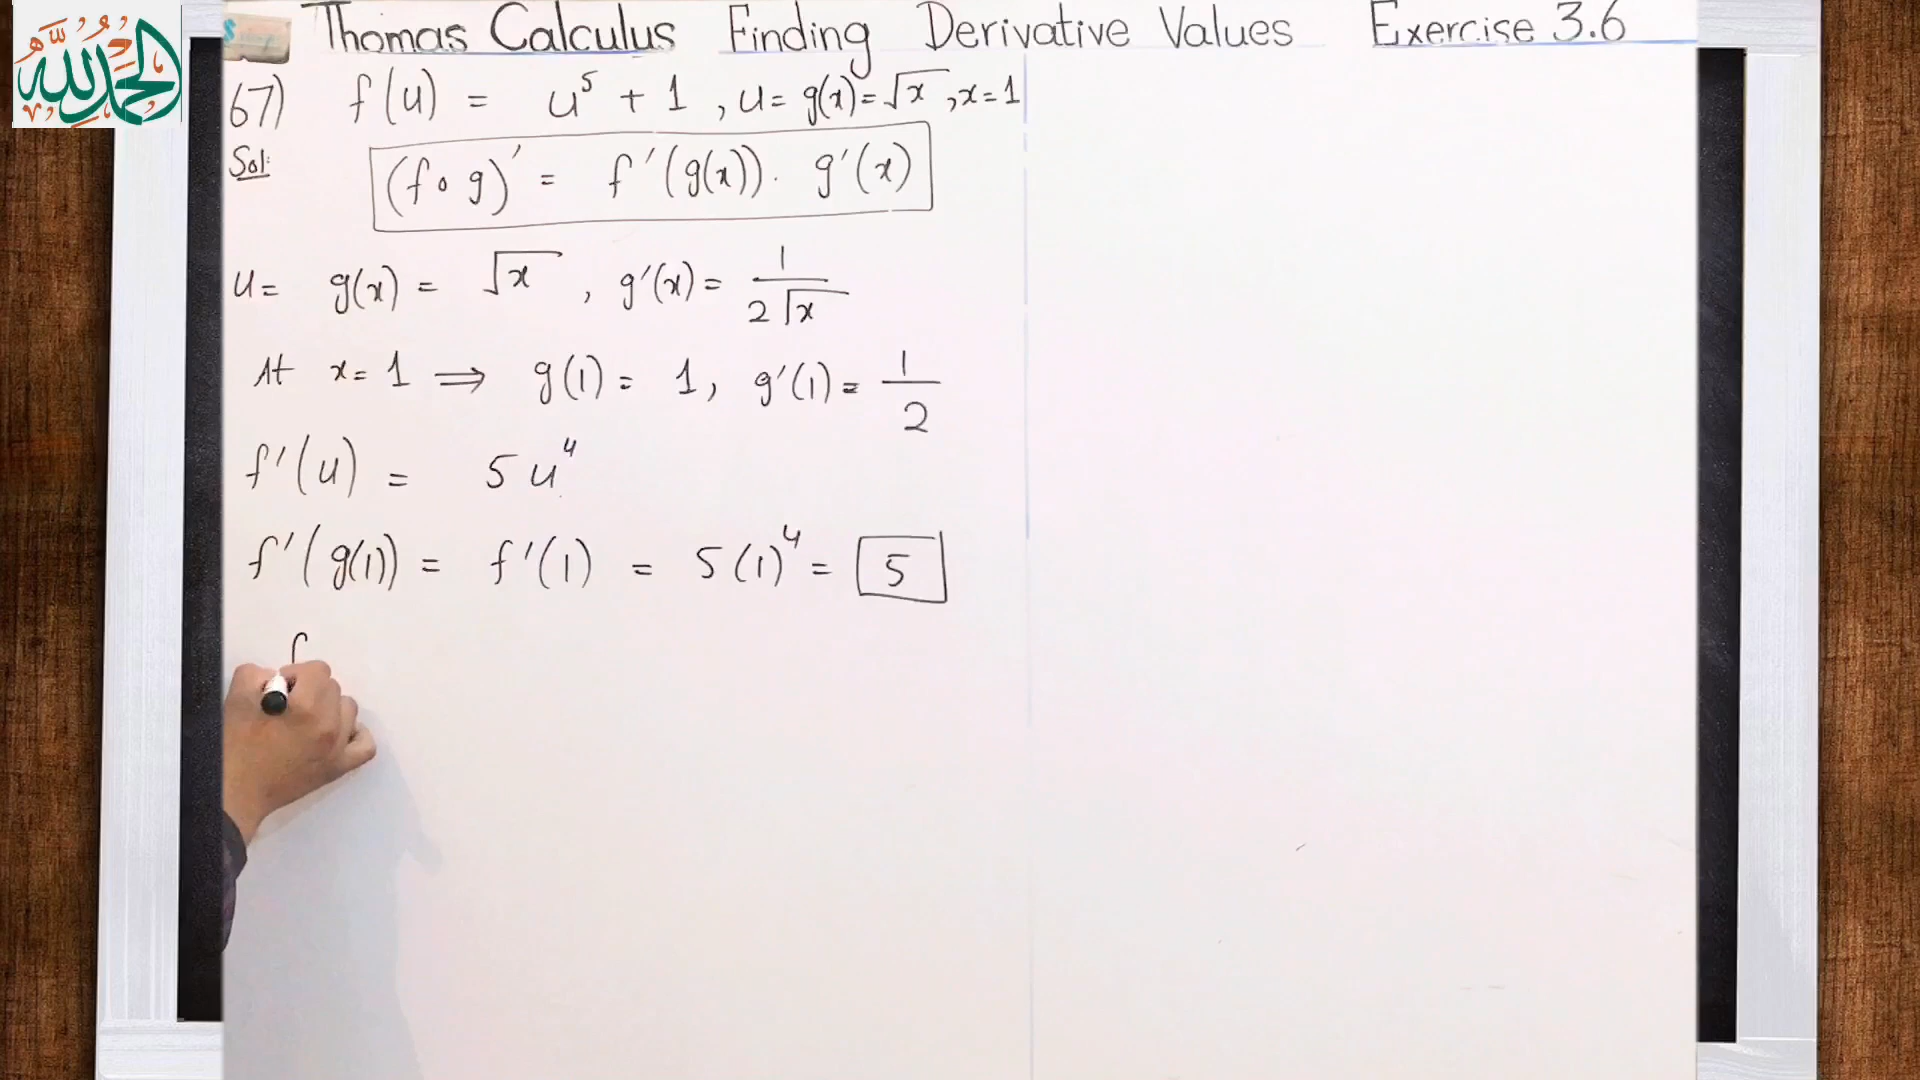 الحمد لله
Thomas Calculus Finding Derivative Values Exercise 3.6
67) f(u) = u⁵ + 1 , u = g(x) = √x , x = 1
Sol:
(f ∘ g)′ = f′(g(x)) . g′(x)
u = g(x) = √x , g′(x) = 1/(2√x)
At x = 1 ⟹ g(1) = 1 , g′(1) = 1/2
f′(u) = 5u⁴
f′(g(1)) = f′(1) = 5(1)⁴ = 5
f